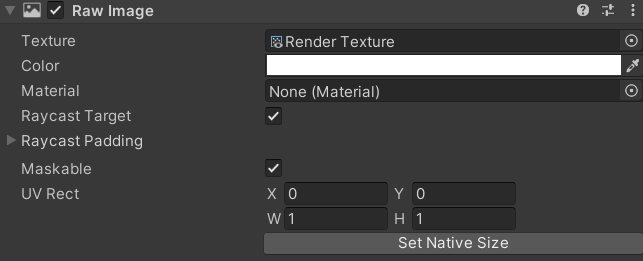 Raw Image
Texture Render Texture
Color
Material None (Material)
Raycast Target
Raycast Padding
Maskable
UV Rect X 0 Y 0
W 1 H 1
Set Native Size